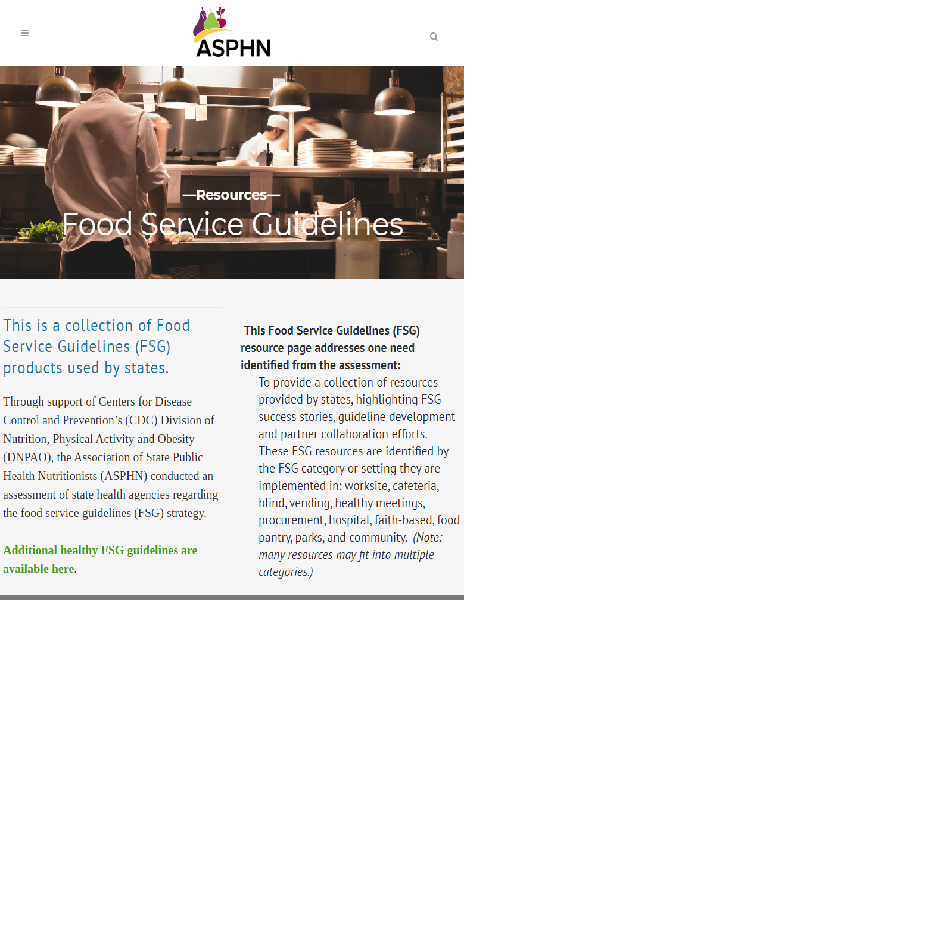 ASPHN
—Resources—
Food Service Guidelines
This is a collection of Food
Service Guidelines (FSG)
products used by states.
Through support of Centers for Disease
Control and Prevention’s (CDC) Division of
Nutrition, Physical Activity and Obesity
(DNPAO), the Association of State Public
Health Nutritionists (ASPHN) conducted an
assessment of state health agencies regarding
the food service guidelines (FSG) strategy.
Additional healthy FSG guidelines are
available here.
This Food Service Guidelines (FSG)
resource page addresses one need
identified from the assessment:
To provide a collection of resources
provided by states, highlighting FSG
success stories, guideline development
and partner collaboration efforts.
These FSG resources are identified by
the FSG category or setting they are
implemented in: worksite, cafeteria,
blind, vending, healthy meetings,
procurement, hospital, faith-based, food
pantry, parks, and community. (Note:
many resources may fit into multiple
categories.)